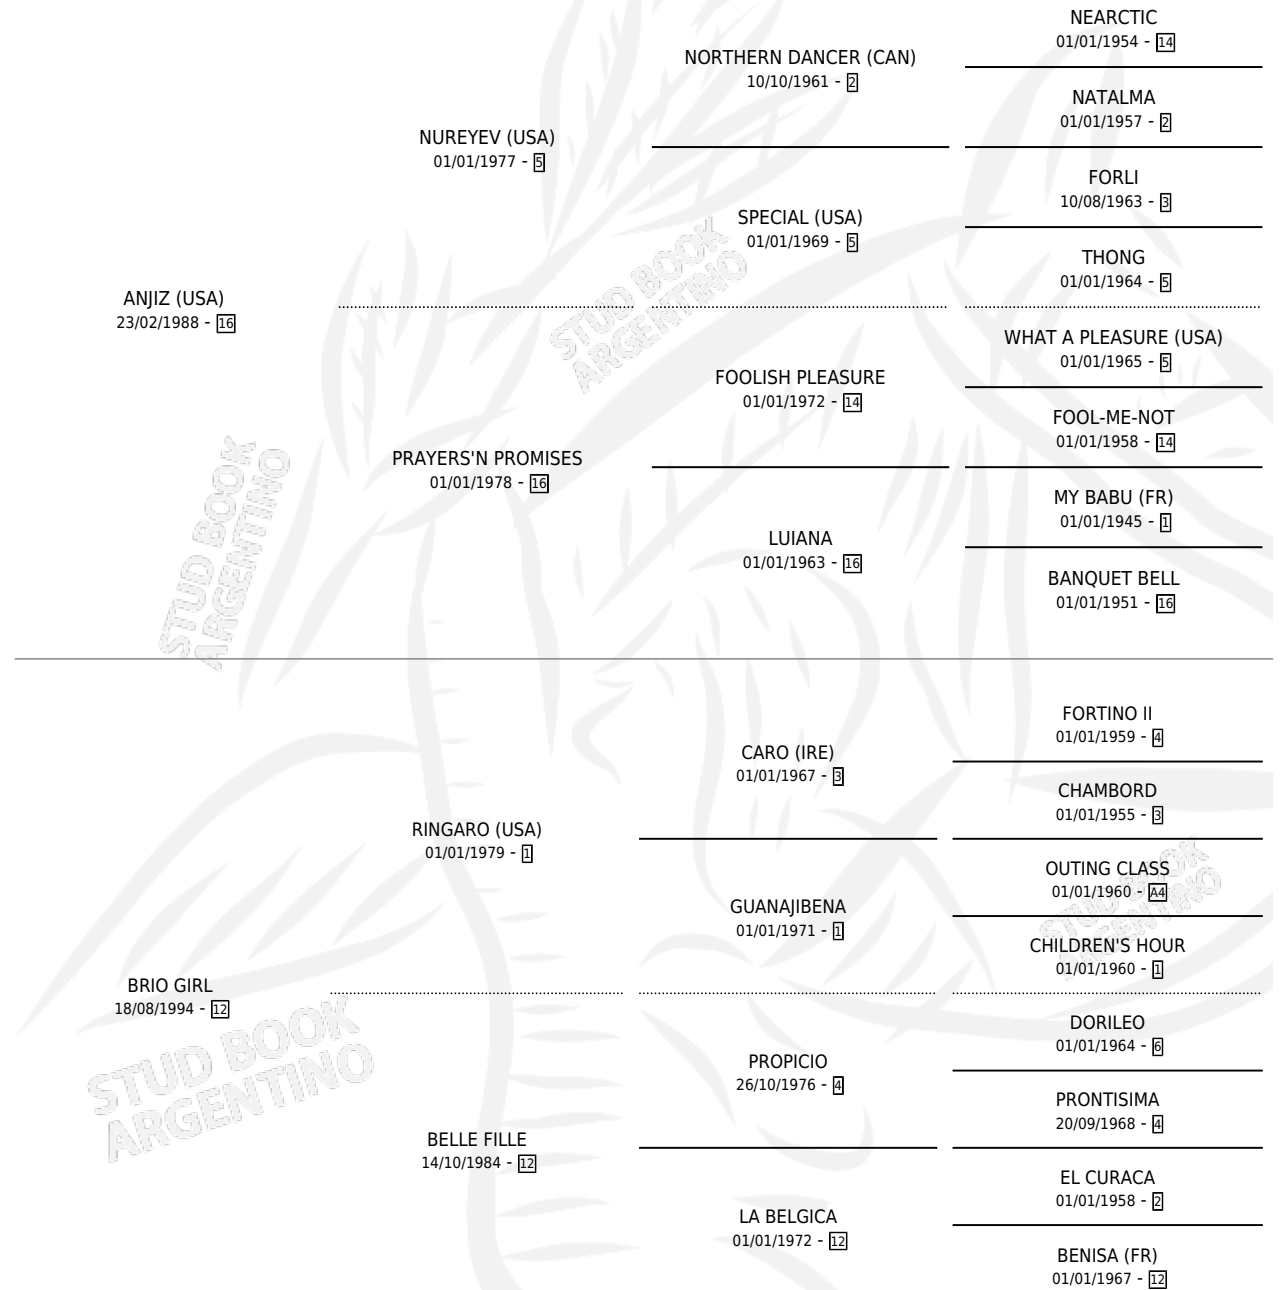 NEARCTIC
01/01/1954 - 14
NORTHERN DANCER (CAN)
10/10/1961 - 2
NATALMA
01/01/1957 - 2
NUREYEV (USA)
01/01/1977 - 5
FORLI
10/08/1963 - 3
SPECIAL (USA)
01/01/1969 - 5
THONG
01/01/1964 - 5
ANJIZ (USA)
23/02/1988 - 16
STUD BOOK
ARGENTINO
WHAT A PLEASURE (USA)
01/01/1965 - 5
FOOLISH PLEASURE
01/01/1972 - 14
FOOL-ME-NOT
01/01/1958 - 14
PRAYERS'N PROMISES
01/01/1978 - 16
MY BABU (FR)
01/01/1945 - 1
LUIANA
01/01/1963 - 16
BANQUET BELL
01/01/1951 - 16
STUD BOOK
ARGENTINO
FORTINO II
01/01/1959 - 4
CARO (IRE)
01/01/1967 - 3
CHAMBORD
01/01/1955 - 3
RINGARO (USA)
01/01/1979 - 1
OUTING CLASS
01/01/1960 - A4
GUANAJIBENA
01/01/1971 - 1
CHILDREN'S HOUR
01/01/1960 - 1
STUD BOOK
ARGENTINO
BRIO GIRL
18/08/1994 - 12
DORILEO
01/01/1964 - 6
PROPICIO
26/10/1976 - 4
PRONTISIMA
20/09/1968 - 4
STUD BOOK
ARGENTINO
BELLE FILLE
14/10/1984 - 12
EL CURACA
01/01/1958 - 2
LA BELGICA
01/01/1972 - 12
BENISA (FR)
01/01/1967 - 12